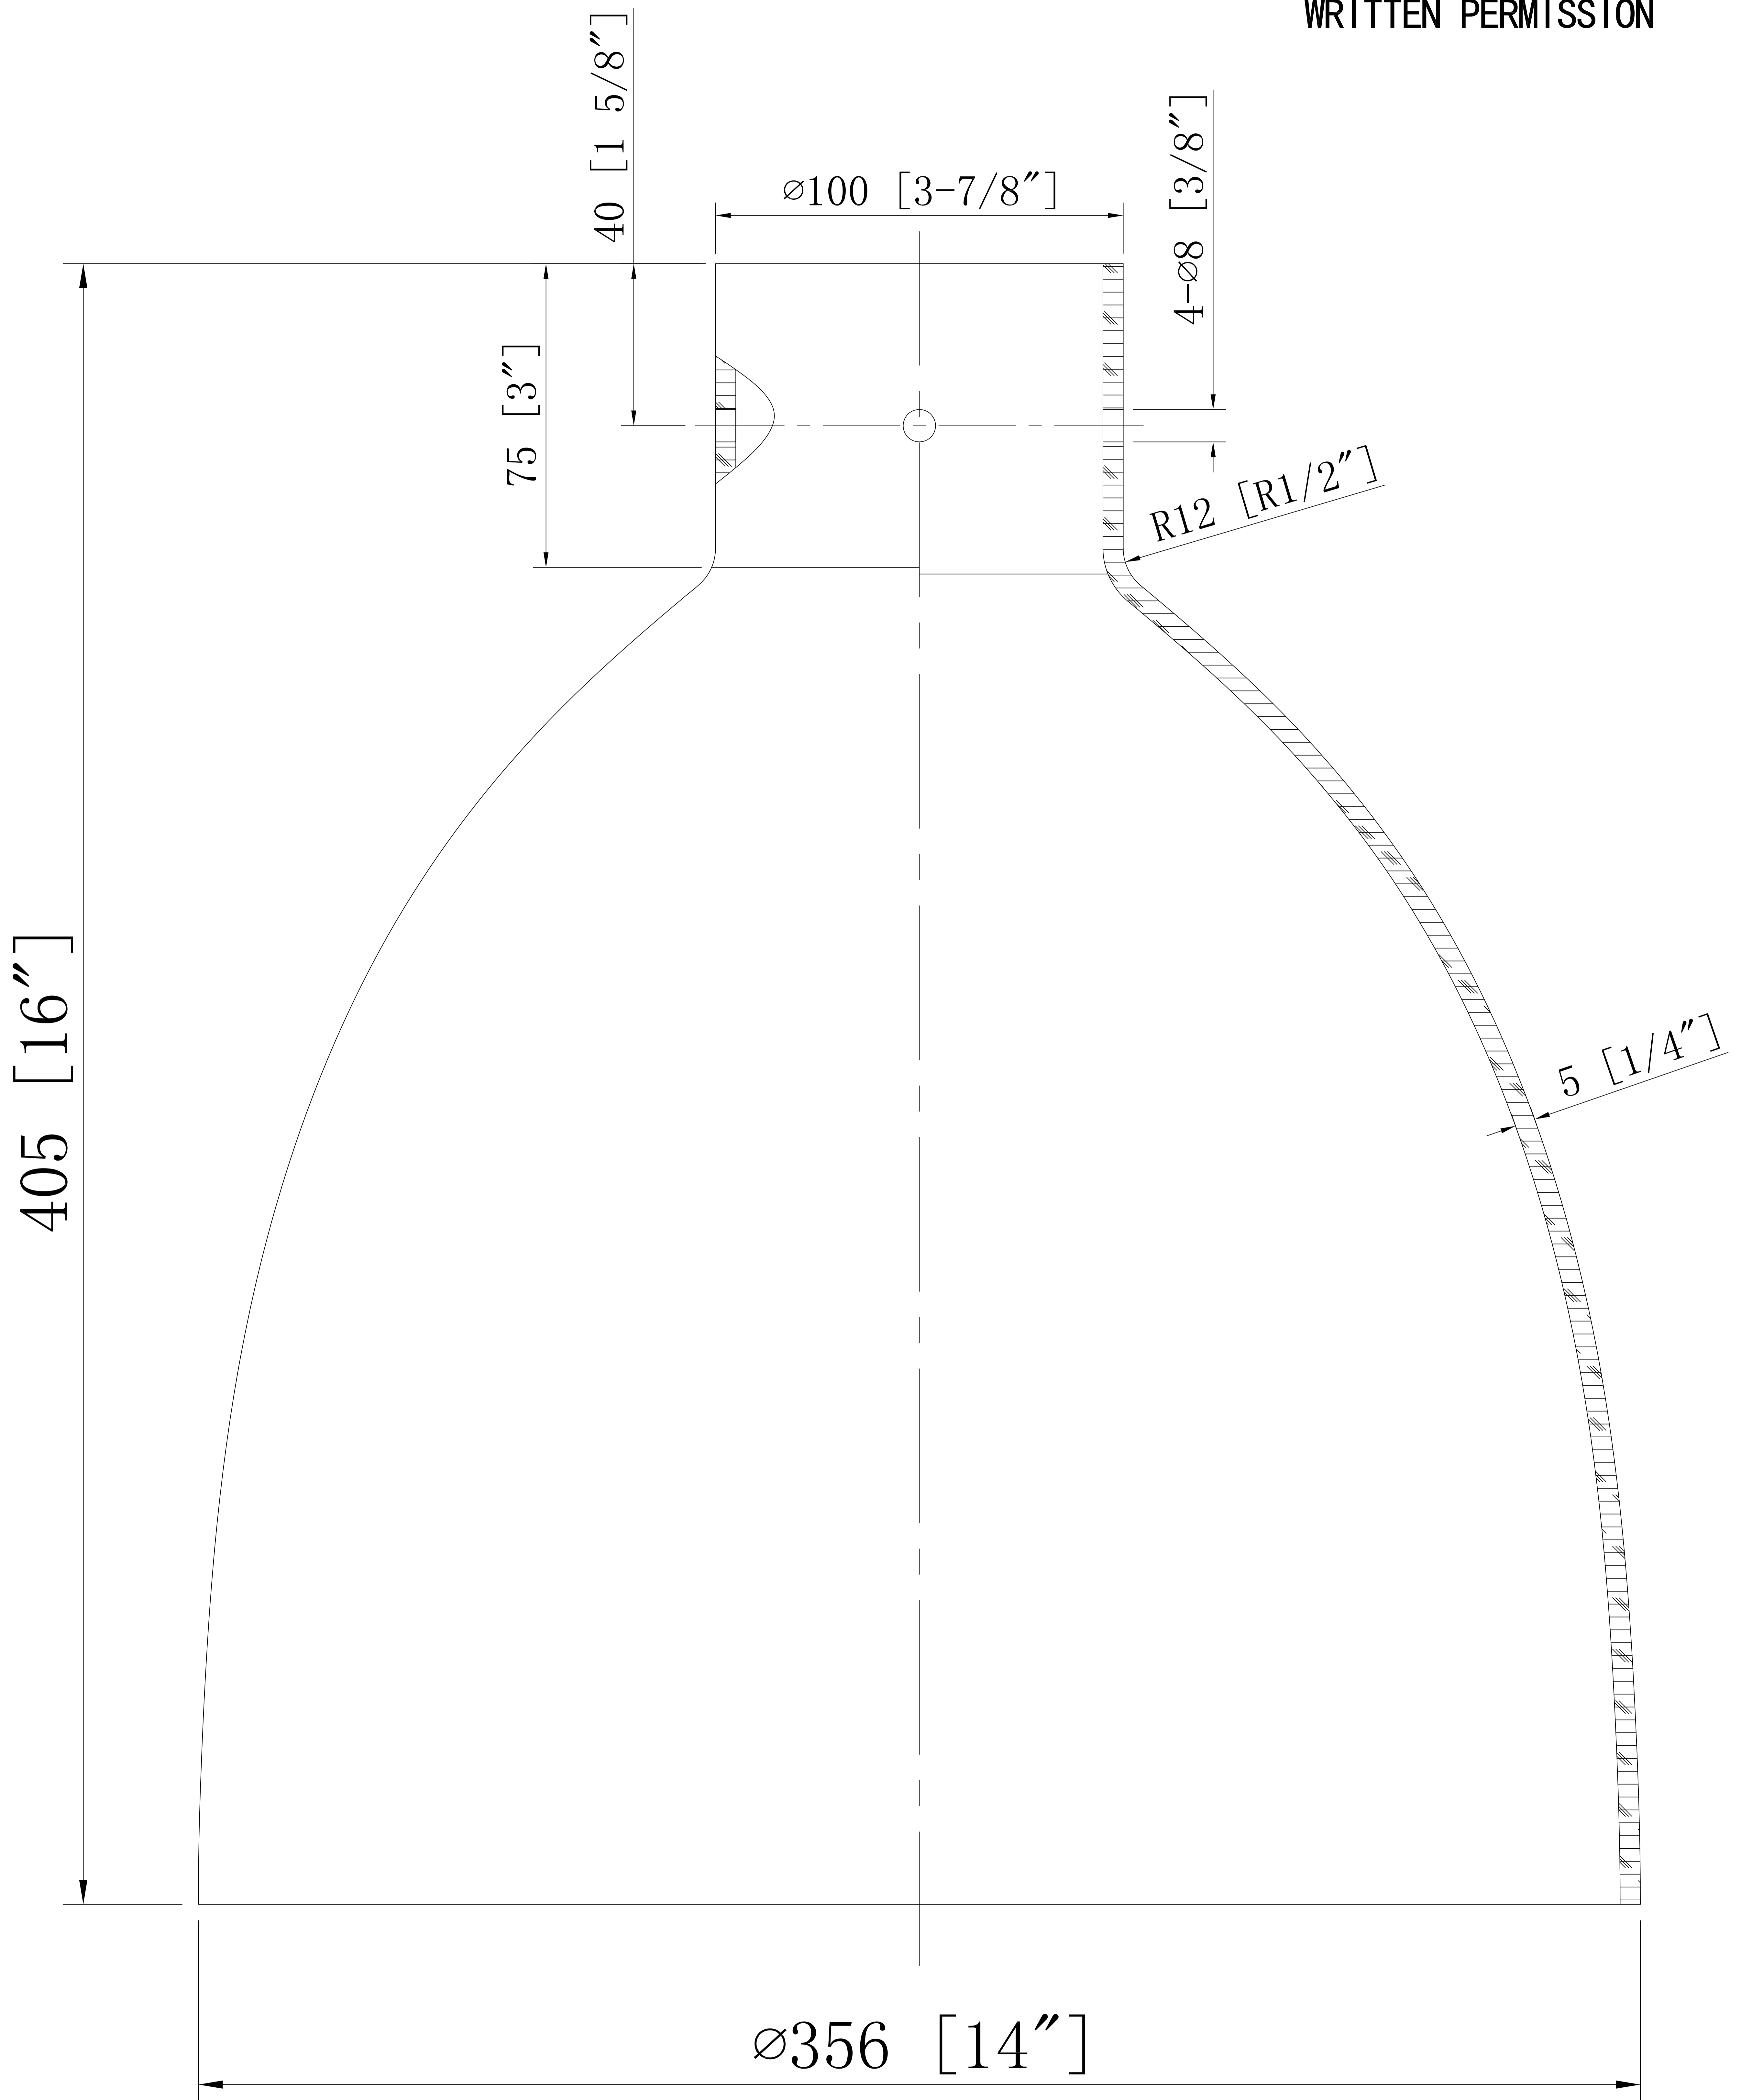 WRITTEN PERMISSION
40 [1 5/8"]
4-⌀8 [3/8"]
⌀100 [3-7/8"]
75 [3"]
R12 [R1/2"]
405 [16"]
5 [1/4"]
⌀356 [14"]